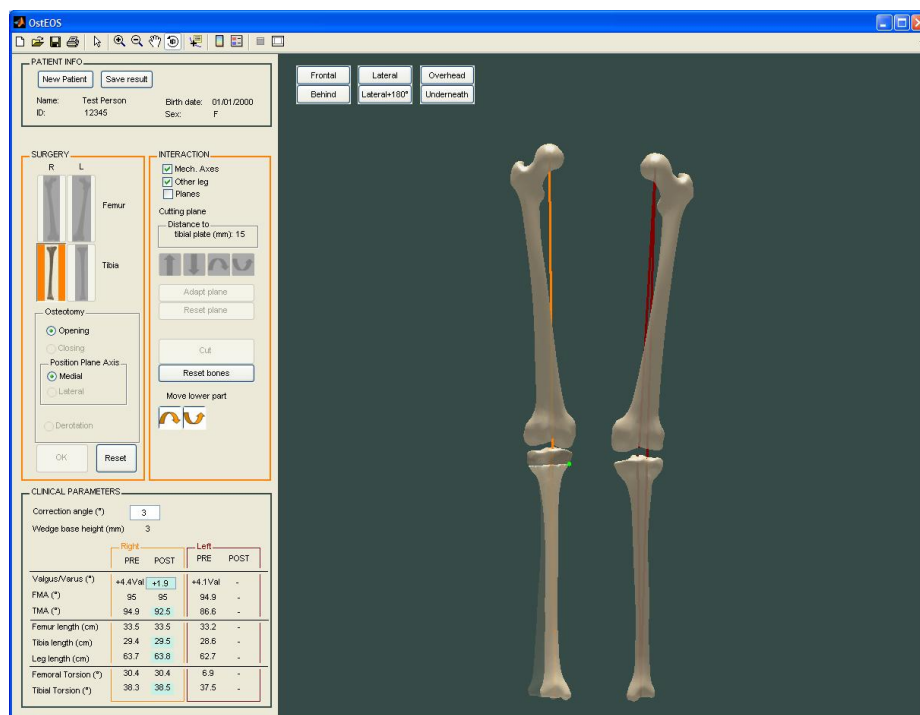 OstEOS
PATIENT INFO
New Patient Save result
Name: Test Person Birth date: 01/01/2000
ID: 12345 Sex: F
Frontal Lateral Overhead
Behind Lateral+180° Underneath
SURGERY
R L
Femur
Tibia
Osteotomy
Opening
Closing
Position Plane Axis
Medial
Lateral
Derotation
OK Reset
INTERACTION
Mech. Axes
Other leg
Planes
Cutting plane
Distance to
tibial plate (mm): 15
Adapt plane
Reset plane
Cut
Reset bones
Move lower part
CLINICAL PARAMETERS
Correction angle (°) 3
Wedge base height (mm) 3
Right Left
PRE POST PRE POST
Valgus/Varus (°) +4.4Val +1.9 +4.1Val -
FMA (°) 95 95 94.9 -
TMA (°) 94.9 92.5 86.6 -
Femur length (cm) 33.5 33.5 33.2 -
Tibia length (cm) 29.4 29.5 28.6 -
Leg length (cm) 63.7 63.8 62.7 -
Femoral Torsion (°) 30.4 30.4 6.9 -
Tibial Torsion (°) 38.3 38.5 37.5 -